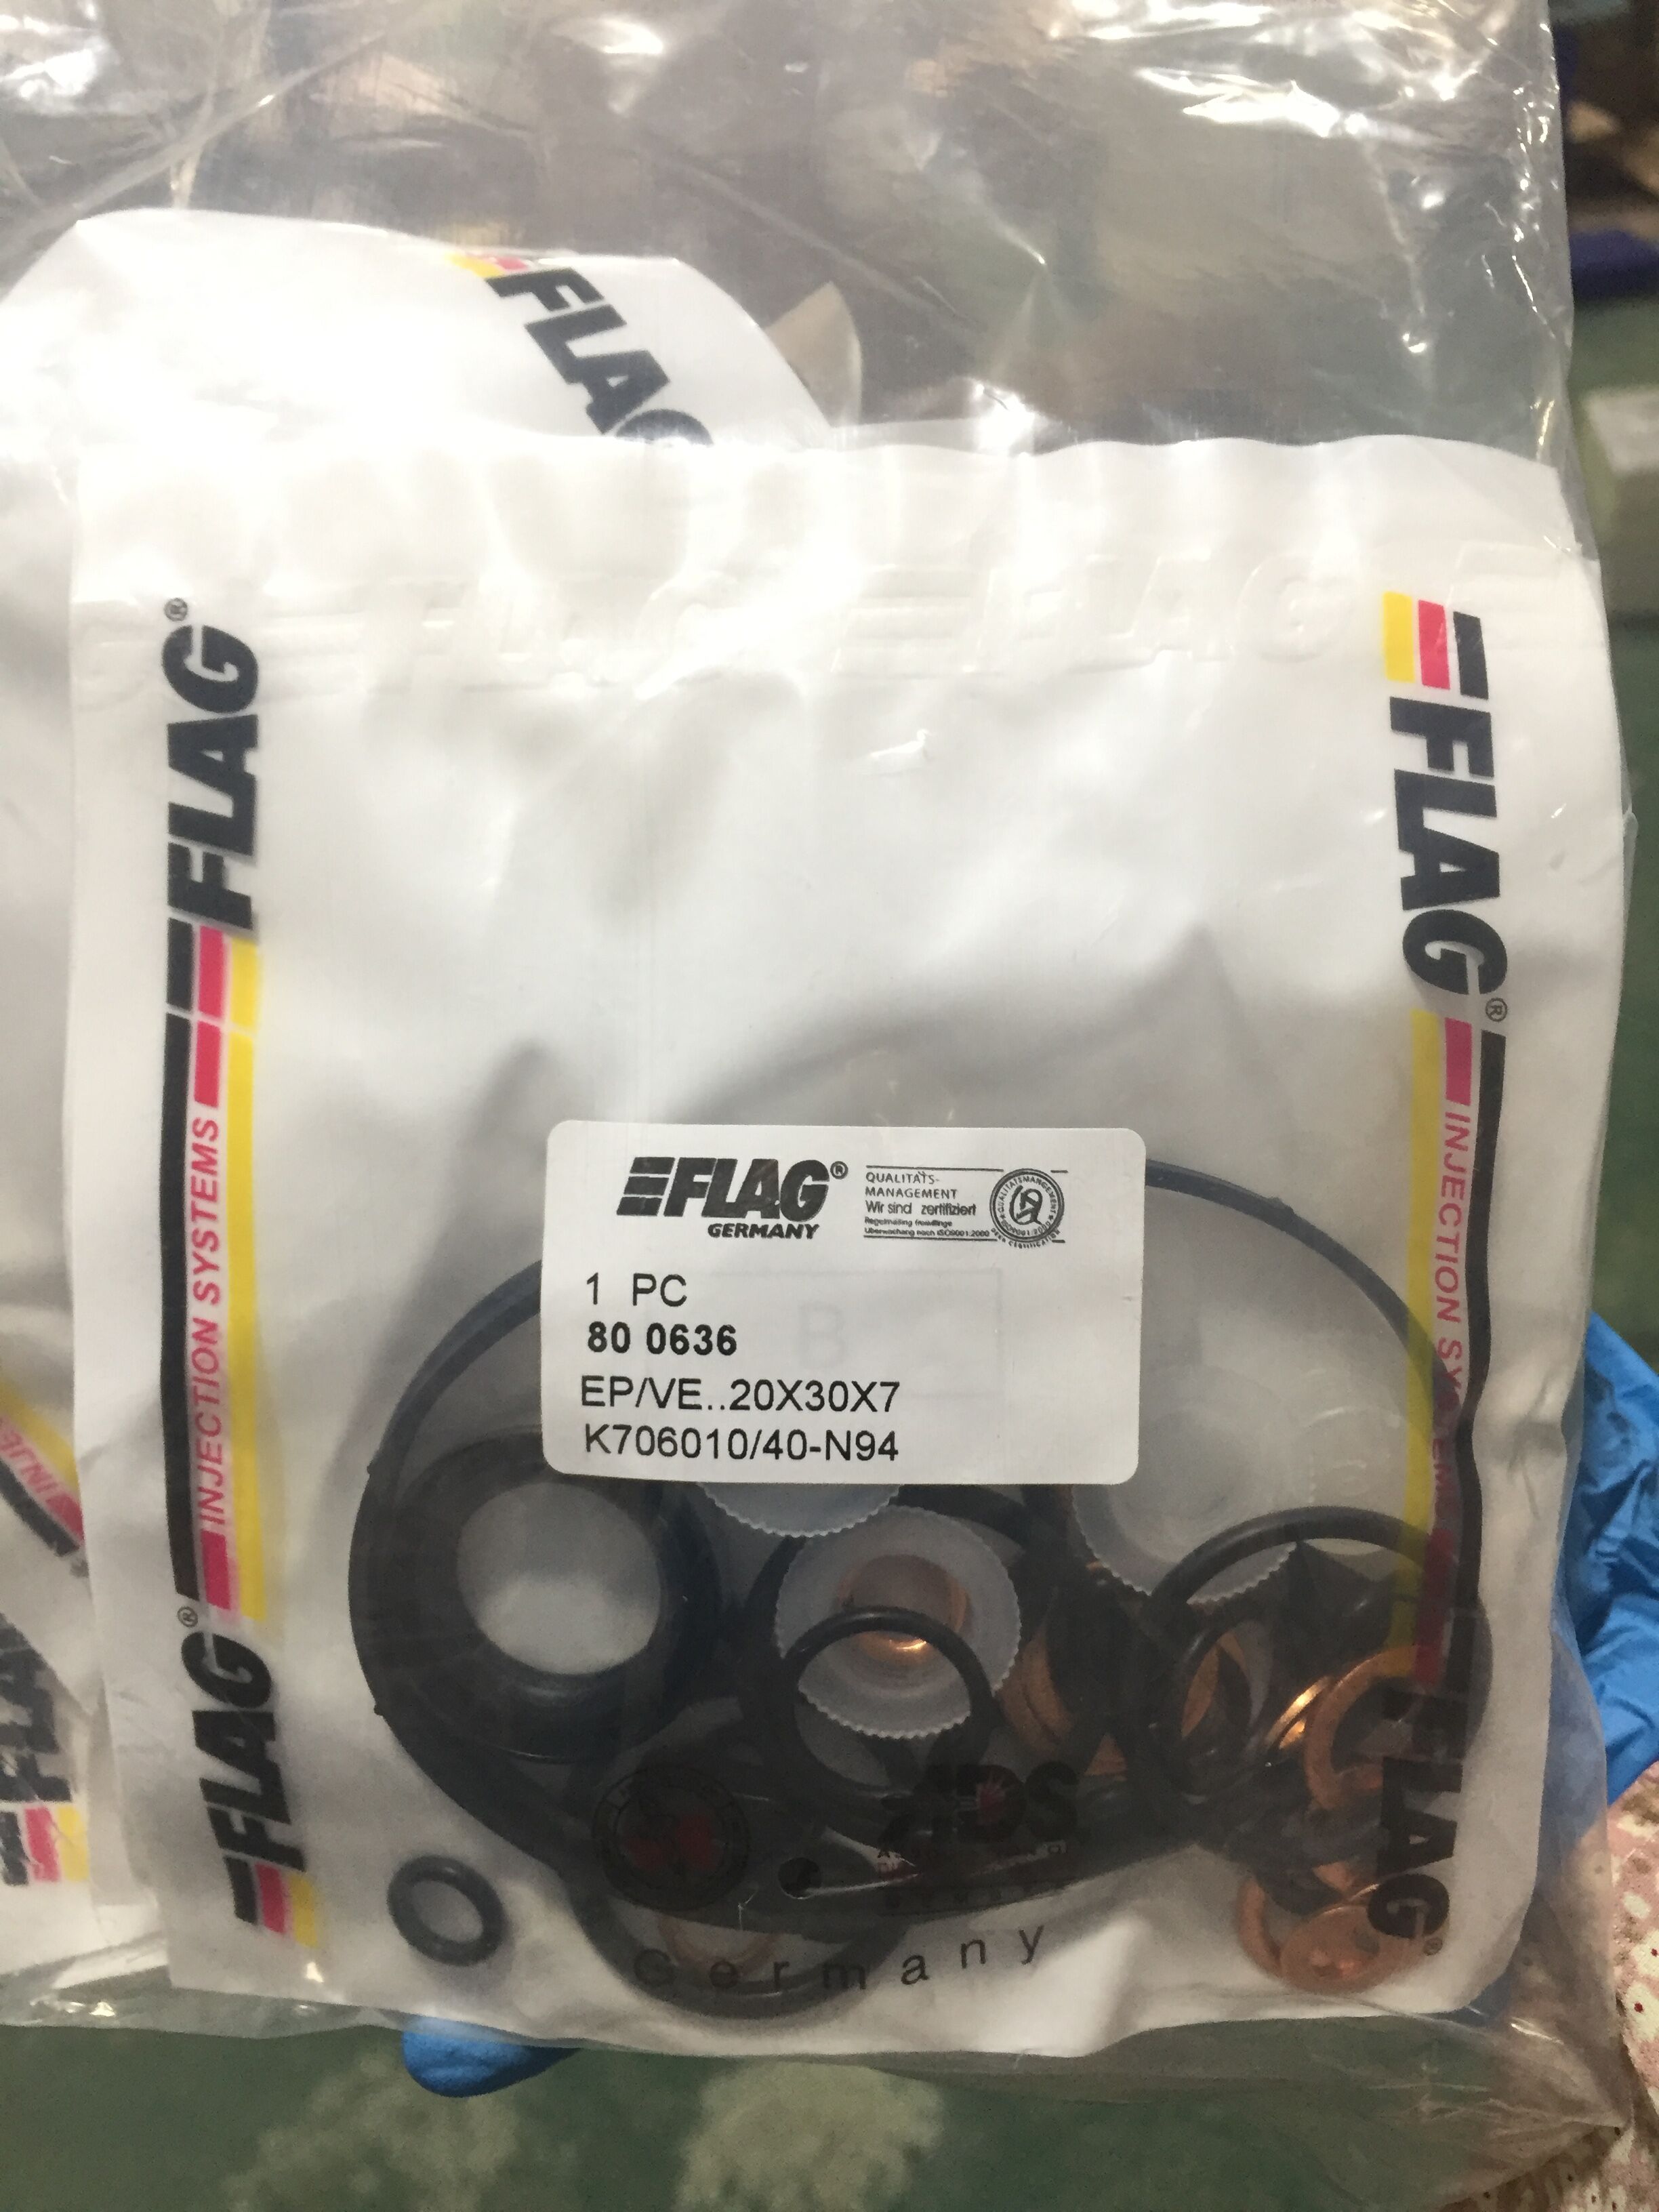 FLAG
FLAG®
INJECTION SYSTEMS
FLAG®
FLAG®
FLAG®
GERMANY
QUALITÄTS-
MANAGEMENT
Wir sind zertifiziert
1 PC
80 0636
EP/VE..20X30X7
K706010/40-N94
INJECTION
FLAG®
ADS
Germany